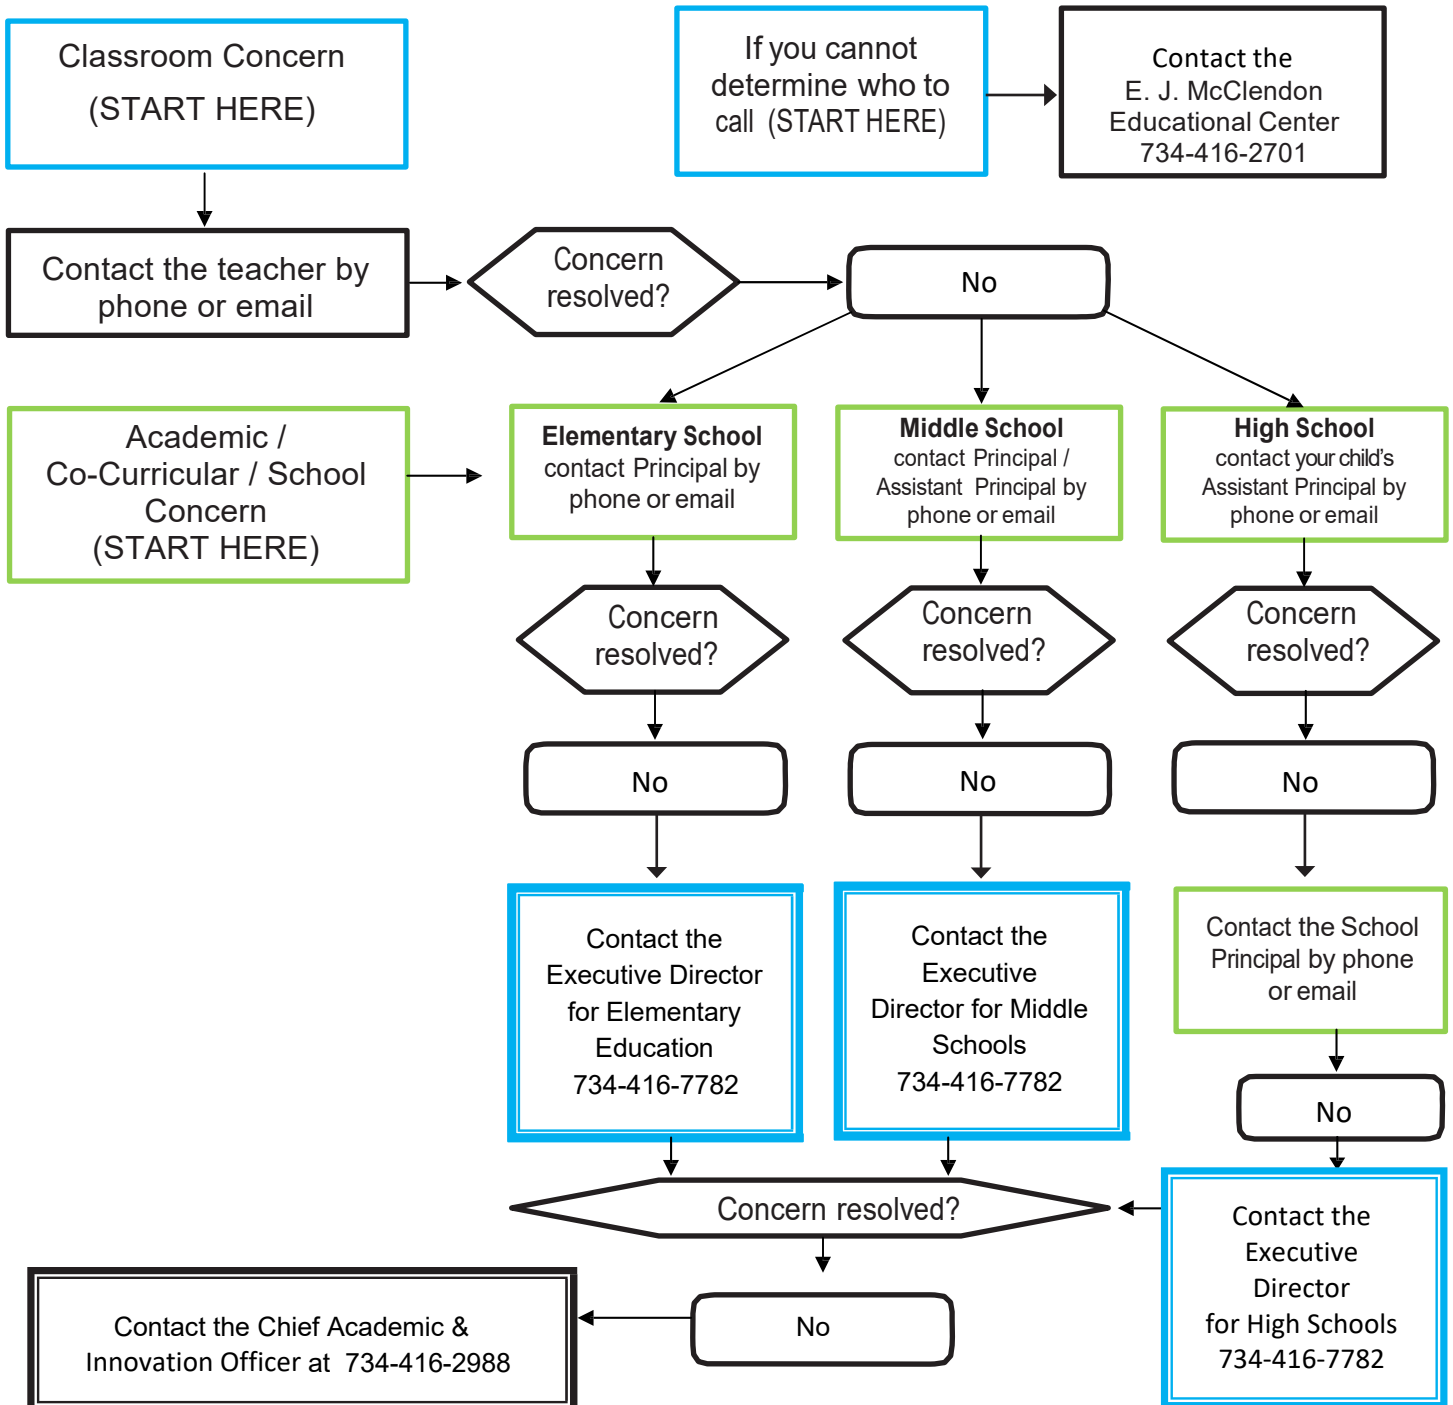 Classroom Concern
(START HERE)
If you cannot
determine who to
call (START HERE)
Contact the
E. J. McClendon
Educational Center
734-416-2701
Contact the teacher by
phone or email
Concern
resolved?
No
Academic /
Co-Curricular / School
Concern
(START HERE)
Elementary School
contact Principal by
phone or email
Middle School
contact Principal /
Assistant Principal by
phone or email
High School
contact your child's
Assistant Principal by
phone or email
Concern
resolved?
Concern
resolved?
Concern
resolved?
No
No
No
Contact the
Executive Director
for Elementary
Education
734-416-7782
Contact the
Executive
Director for Middle
Schools
734-416-7782
Contact the School
Principal by phone
or email
No
Concern resolved?
Contact the
Executive
Director
for High Schools
734-416-7782
No
Contact the Chief Academic &
Innovation Officer at 734-416-2988